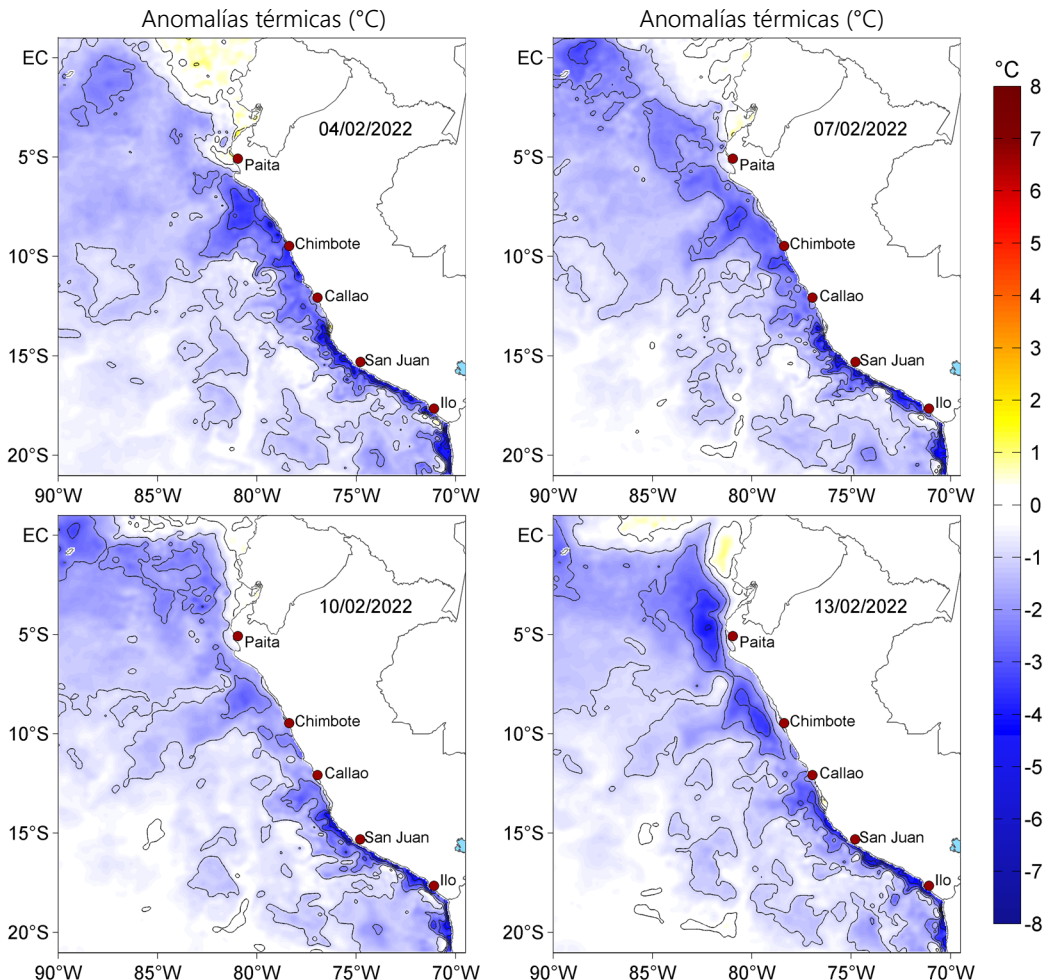 Anomalías térmicas (°C)
Anomalías térmicas (°C)
EC
5°S
10°S
15°S
20°S
90°W
85°W
80°W
75°W
70°W
04/02/2022
Paita
Chimbote
Callao
San Juan
Ilo
EC
5°S
10°S
15°S
20°S
90°W
85°W
80°W
75°W
70°W
07/02/2022
Paita
Chimbote
Callao
San Juan
Ilo
°C
8
7
6
5
4
3
2
1
0
-1
-2
-3
-4
-5
-6
-7
-8
EC
5°S
10°S
15°S
20°S
90°W
85°W
80°W
75°W
70°W
10/02/2022
Paita
Chimbote
Callao
San Juan
Ilo
EC
5°S
10°S
15°S
20°S
90°W
85°W
80°W
75°W
70°W
13/02/2022
Paita
Chimbote
Callao
San Juan
Ilo